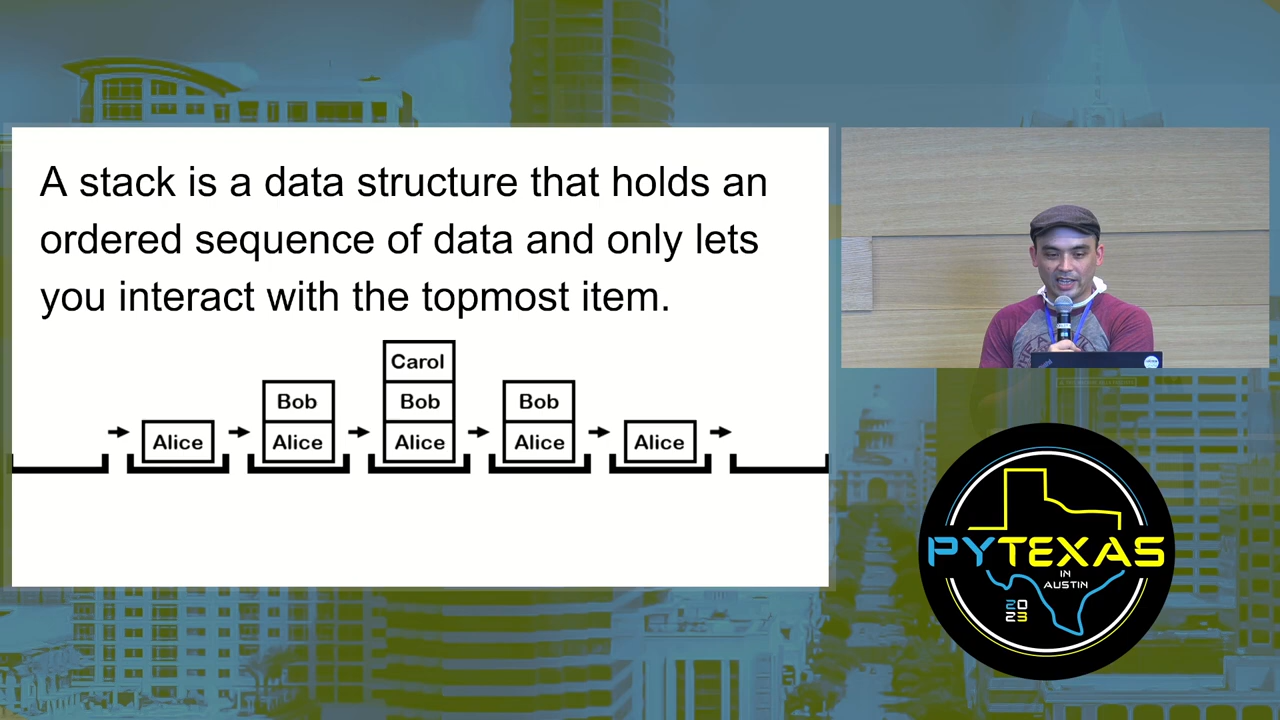 A stack is a data structure that holds an
ordered sequence of data and only lets
you interact with the topmost item.
Carol
Bob
Bob
Bob
Alice
Alice
Alice
Alice
Alice
PYTEXAS
IN
AUSTIN
20
23